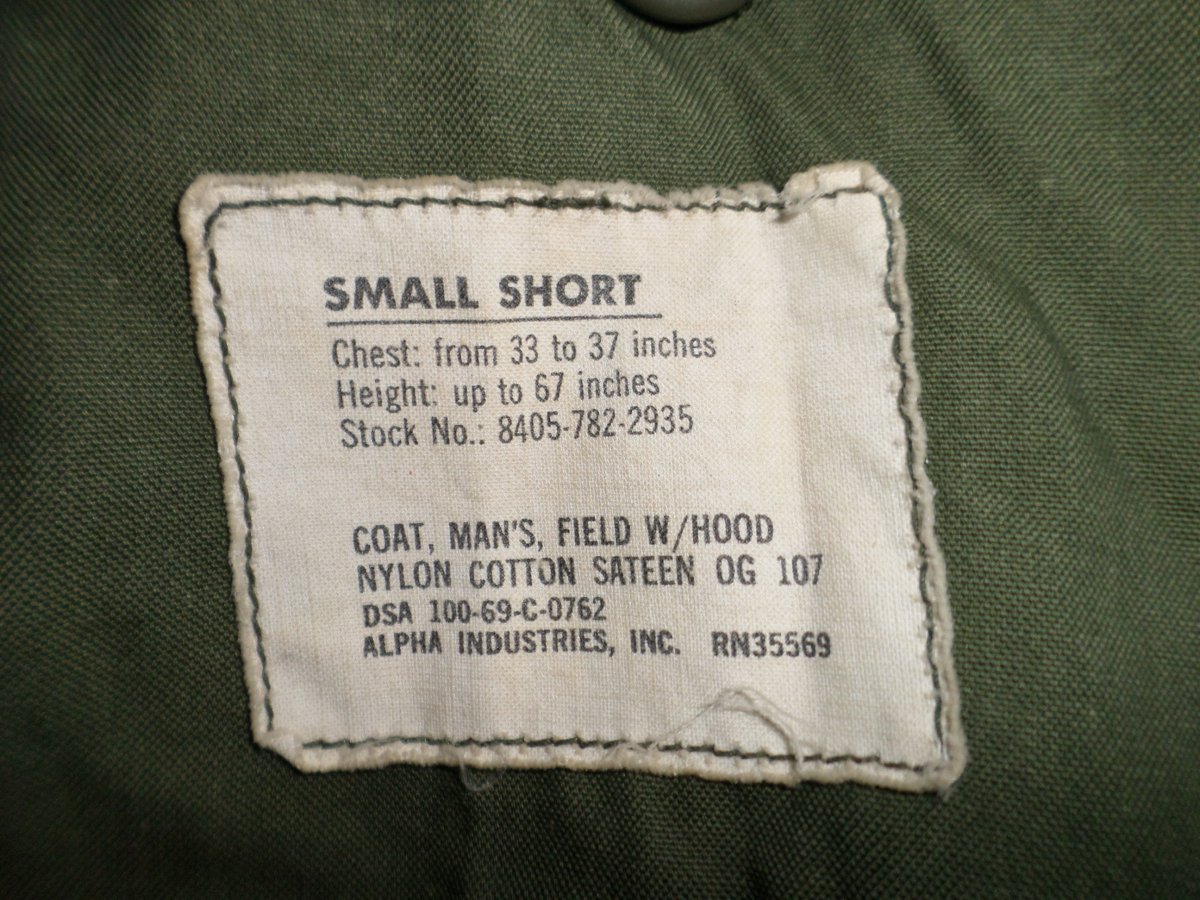 SMALL SHORT
Chest: from 33 to 37 inches
Height: up to 67 inches
Stock No.: 8405-782-2935
COAT, MAN'S, FIELD W/HOOD
NYLON COTTON SATEEN OG 107
DSA 100-69-C-0762
ALPHA INDUSTRIES, INC. RN35569